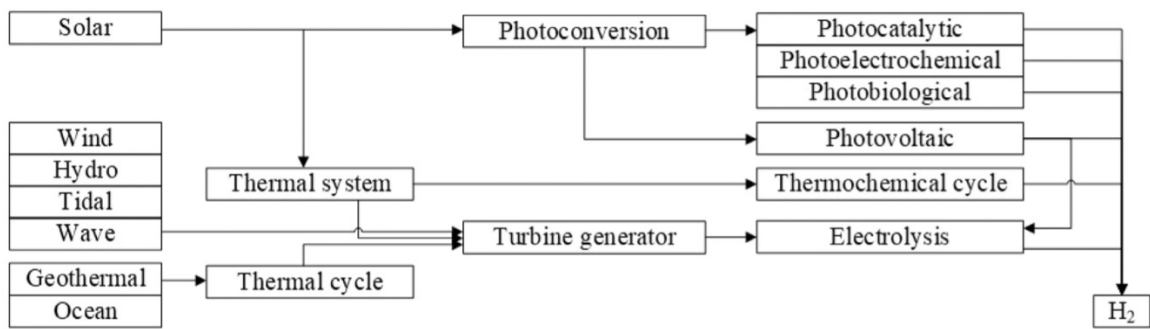 Solar
Photoconversion
Photocatalytic
Photoelectrochemical
Photobiological
Wind
Photovoltaic
Hydro
Thermal system
Thermochemical cycle
Tidal
Wave
Turbine generator
Electrolysis
Geothermal
Thermal cycle
Ocean
H₂